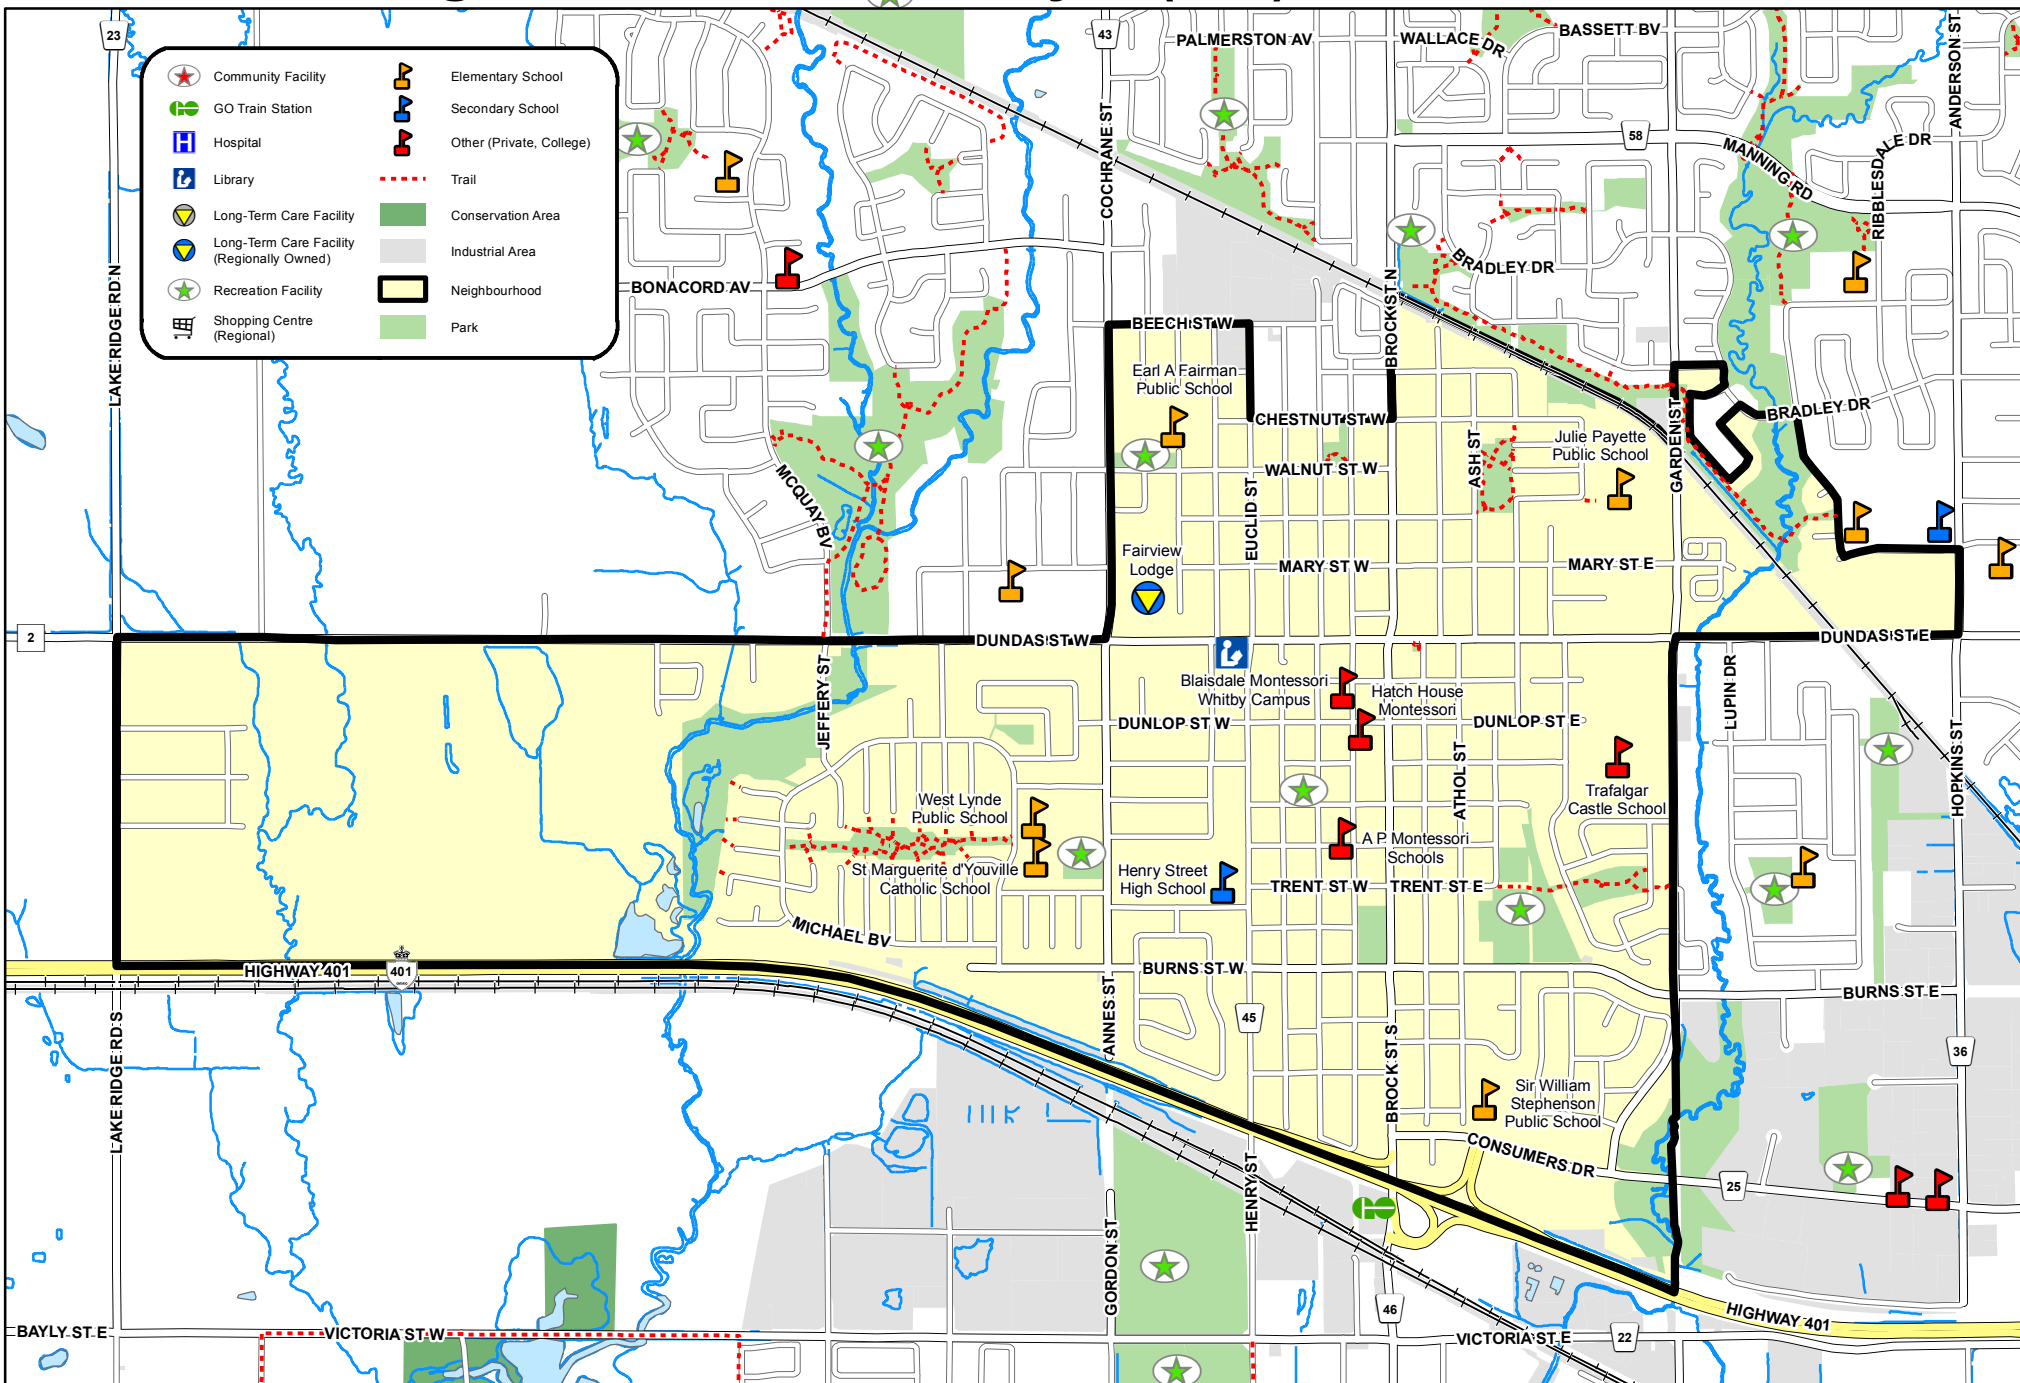 23
43
PALMERSTON AV
WALLACE DR
BASSETT BV
ANDERSON ST
Community Facility
GO Train Station
Hospital
Library
Long-Term Care Facility
Long-Term Care Facility
(Regionally Owned)
Recreation Facility
Shopping Centre
(Regional)
Elementary School
Secondary School
Other (Private, College)
Trail
Conservation Area
Industrial Area
Neighbourhood
Park
H
58
MANNING RD
RIBBLESDALE DR
COCHRANE ST
BRADLEY DR
BONACORD AV
LAKE RIDGE RD N
BROCK ST N
BEECH ST W
Earl A Fairman
Public School
CHESTNUT ST W
GARDEN ST
BRADLEY DR
ASH ST
Julie Payette
Public School
WALNUT ST W
MCQUAY BV
EUCLID ST
Fairview
Lodge
MARY ST W
MARY ST E
2
DUNDAS ST W
DUNDAS ST E
JEFFERY ST
LUPIN DR
Blaisdale Montessori
Whitby Campus
Hatch House
Montessori
DUNLOP ST W
DUNLOP ST E
ATHOL ST
HOPKINS ST
Trafalgar
Castle School
West Lynde
Public School
A P Montessori
Schools
St Marguerite d'Youville
Catholic School
Henry Street
High School
TRENT ST W
TRENT ST E
MICHAEL BV
HIGHWAY 401
401
BURNS ST W
BURNS ST E
ANNES ST
45
36
LAKE RIDGE RD S
BROCK ST S
Sir William
Stephenson
Public School
CONSUMERS DR
25
HENRY ST
GORDON ST
46
HIGHWAY 401
BAYLY ST E
VICTORIA ST W
VICTORIA ST E
22